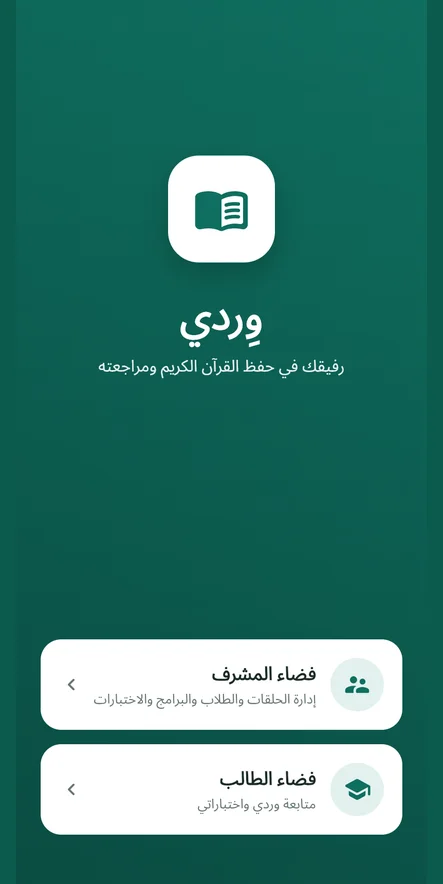 وِردي
رفيقك في حفظ القرآن الكريم ومراجعته
فضاء المشرف
إدارة الحلقات والطلاب والبرامج والاختبارات
فضاء الطالب
متابعة وردي واختباراتي